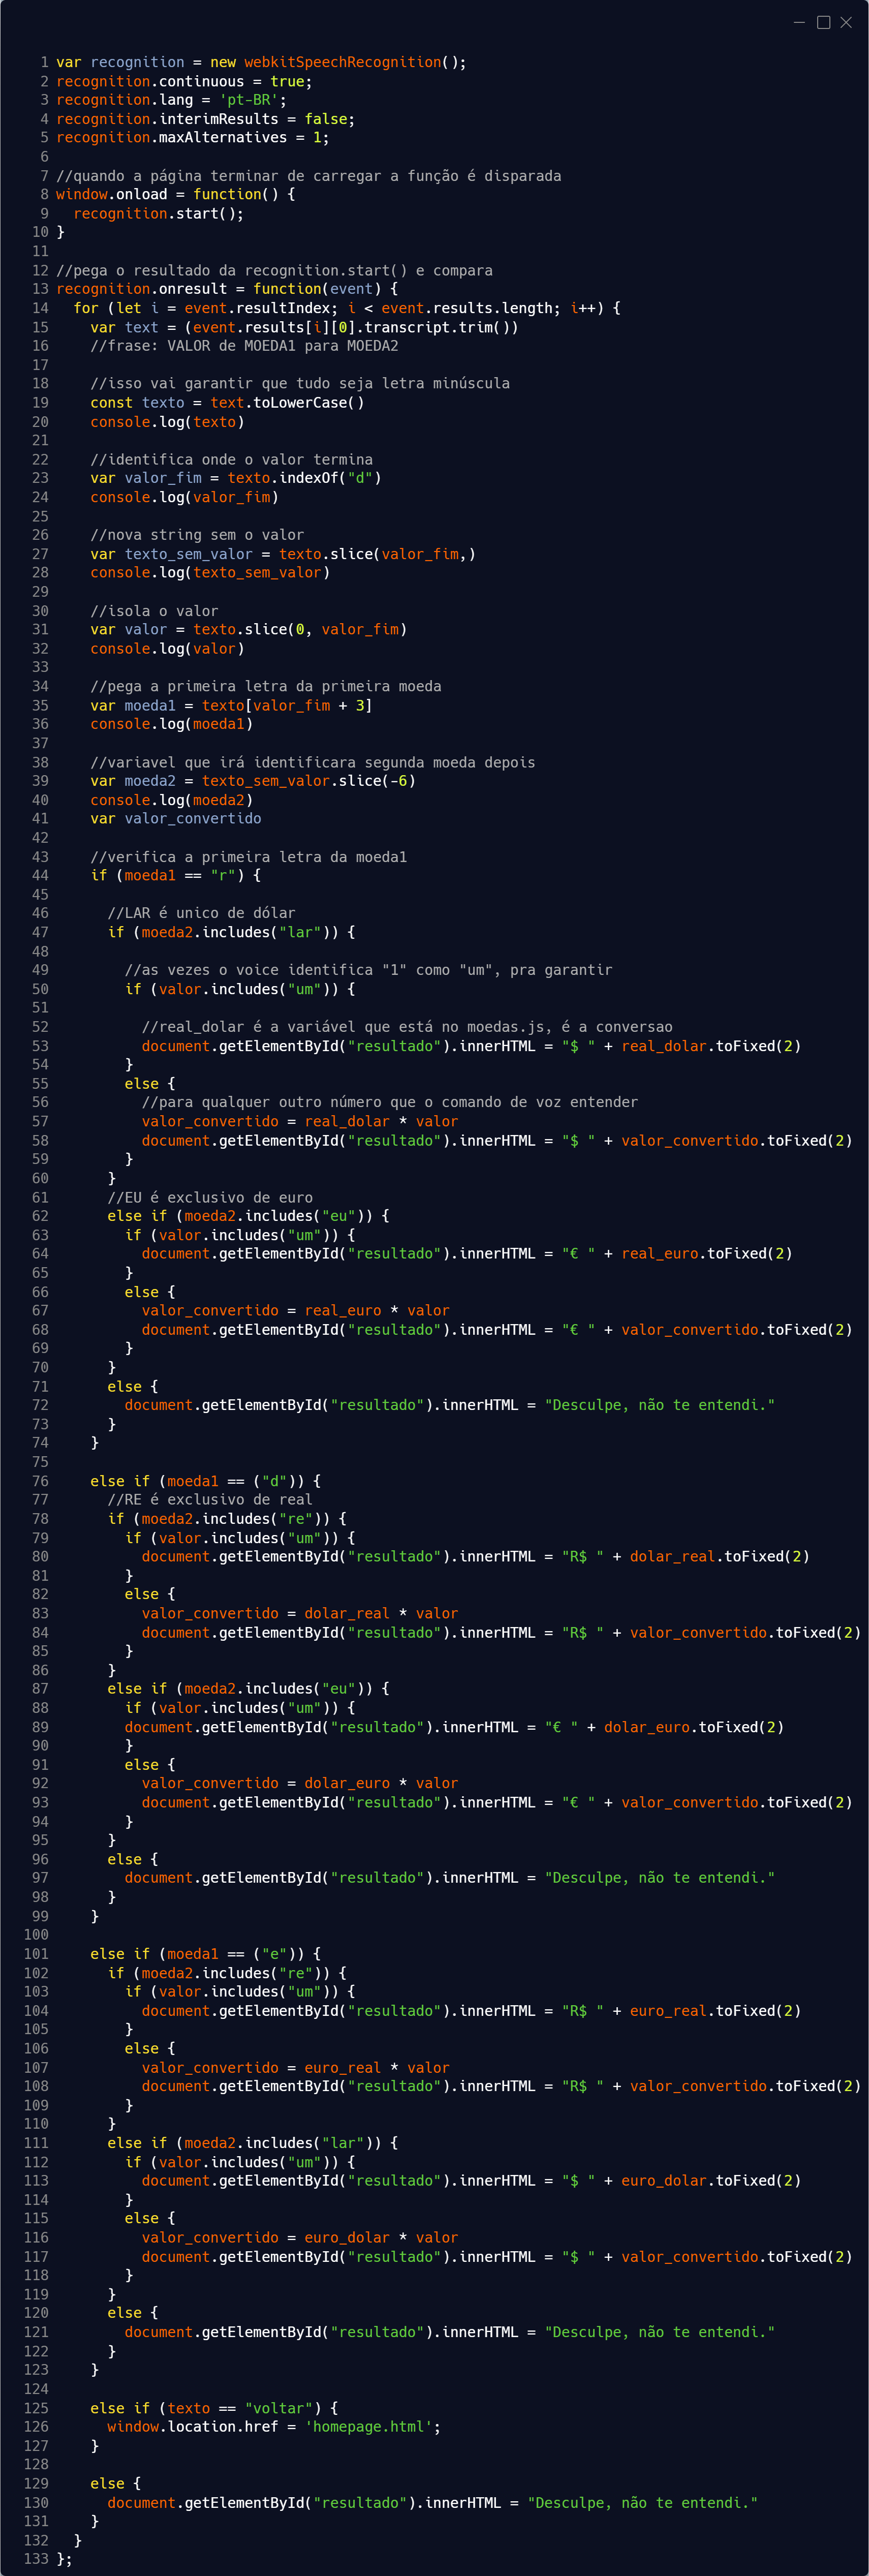 1 var recognition = new webkitSpeechRecognition();
2 recognition.continuous = true;
3 recognition.lang = 'pt-BR';
4 recognition.interimResults = false;
5 recognition.maxAlternatives = 1;
6
7 //quando a página terminar de carregar a função é disparada
8 window.onload = function() {
9   recognition.start();
10 }
11
12 //pega o resultado da recognition.start() e compara
13 recognition.onresult = function(event) {
14   for (let i = event.resultIndex; i < event.results.length; i++) {
15     var text = (event.results[i][0].transcript.trim())
16     //frase: VALOR de MOEDA1 para MOEDA2
17
18     //isso vai garantir que tudo seja letra minúscula
19     const texto = text.toLowerCase()
20     console.log(texto)
21
22     //identifica onde o valor termina
23     var valor_fim = texto.indexOf("d")
24     console.log(valor_fim)
25
26     //nova string sem o valor
27     var texto_sem_valor = texto.slice(valor_fim,)
28     console.log(texto_sem_valor)
29
30     //isola o valor
31     var valor = texto.slice(0, valor_fim)
32     console.log(valor)
33
34     //pega a primeira letra da primeira moeda
35     var moeda1 = texto[valor_fim + 3]
36     console.log(moeda1)
37
38     //variavel que irá identificara segunda moeda depois
39     var moeda2 = texto_sem_valor.slice(-6)
40     console.log(moeda2)
41     var valor_convertido
42
43     //verifica a primeira letra da moeda1
44     if (moeda1 == "r") {
45
46       //LAR é unico de dólar
47       if (moeda2.includes("lar")) {
48
49         //as vezes o voice identifica "1" como "um", pra garantir
50         if (valor.includes("um")) {
51
52           //real_dolar é a variável que está no moedas.js, é a conversao
53           document.getElementById("resultado").innerHTML = "$ " + real_dolar.toFixed(2)
54         }
55         else {
56           //para qualquer outro número que o comando de voz entender
57           valor_convertido = real_dolar * valor
58           document.getElementById("resultado").innerHTML = "$ " + valor_convertido.toFixed(2)
59         }
60       }
61       //EU é exclusivo de euro
62       else if (moeda2.includes("eu")) {
63         if (valor.includes("um")) {
64           document.getElementById("resultado").innerHTML = "€ " + real_euro.toFixed(2)
65         }
66         else {
67           valor_convertido = real_euro * valor
68           document.getElementById("resultado").innerHTML = "€ " + valor_convertido.toFixed(2)
69         }
70       }
71       else {
72         document.getElementById("resultado").innerHTML = "Desculpe, não te entendi."
73       }
74     }
75
76     else if (moeda1 == ("d")) {
77       //RE é exclusivo de real
78       if (moeda2.includes("re")) {
79         if (valor.includes("um")) {
80           document.getElementById("resultado").innerHTML = "R$ " + dolar_real.toFixed(2)
81         }
82         else {
83           valor_convertido = dolar_real * valor
84           document.getElementById("resultado").innerHTML = "R$ " + valor_convertido.toFixed(2)
85         }
86       }
87       else if (moeda2.includes("eu")) {
88         if (valor.includes("um")) {
89         document.getElementById("resultado").innerHTML = "€ " + dolar_euro.toFixed(2)
90         }
91         else {
92           valor_convertido = dolar_euro * valor
93           document.getElementById("resultado").innerHTML = "€ " + valor_convertido.toFixed(2)
94         }
95       }
96       else {
97         document.getElementById("resultado").innerHTML = "Desculpe, não te entendi."
98       }
99     }
100
101     else if (moeda1 == ("e")) {
102       if (moeda2.includes("re")) {
103         if (valor.includes("um")) {
104           document.getElementById("resultado").innerHTML = "R$ " + euro_real.toFixed(2)
105         }
106         else {
107           valor_convertido = euro_real * valor
108           document.getElementById("resultado").innerHTML = "R$ " + valor_convertido.toFixed(2)
109         }
110       }
111       else if (moeda2.includes("lar")) {
112         if (valor.includes("um")) {
113           document.getElementById("resultado").innerHTML = "$ " + euro_dolar.toFixed(2)
114         }
115         else {
116           valor_convertido = euro_dolar * valor
117           document.getElementById("resultado").innerHTML = "$ " + valor_convertido.toFixed(2)
118         }
119       }
120       else {
121         document.getElementById("resultado").innerHTML = "Desculpe, não te entendi."
122       }
123     }
124
125     else if (texto == "voltar") {
126       window.location.href = 'homepage.html';
127     }
128
129     else {
130       document.getElementById("resultado").innerHTML = "Desculpe, não te entendi."
131     }
132   }
133 };